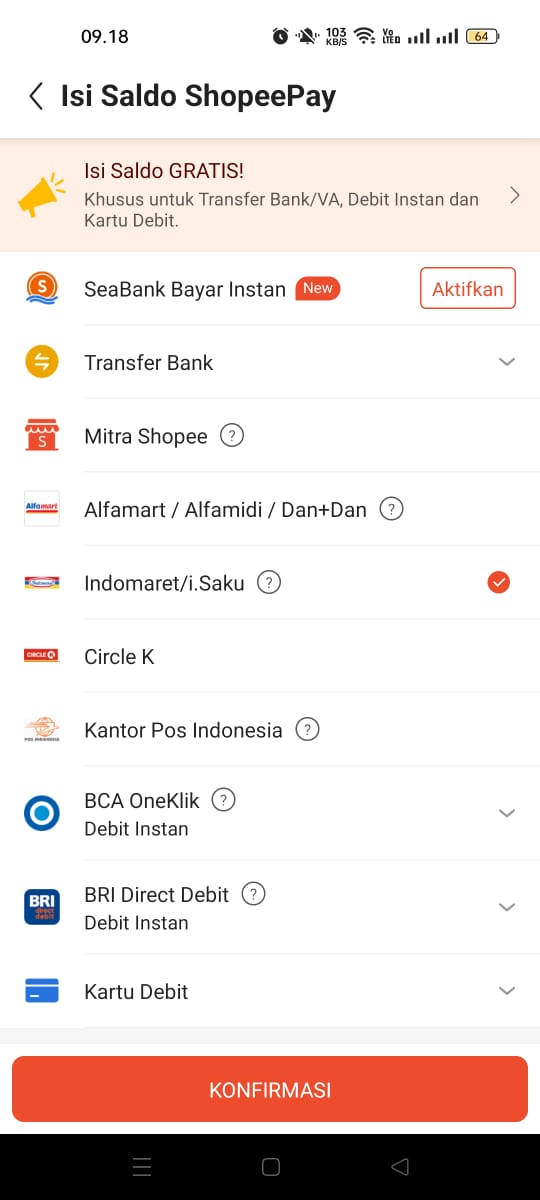 09.18
103
KB/S
Vo
LTED
64
Isi Saldo ShopeePay
Isi Saldo GRATIS!
Khusus untuk Transfer Bank/VA, Debit Instan dan
Kartu Debit.
S
SeaBank Bayar Instan New Aktifkan
Transfer Bank
S
Mitra Shopee ?
Alfamart
Alfamart / Alfamidi / Dan+Dan ?
Indomaret
Indomaret/i.Saku ?
CIRCLE K
Circle K
POS INDONESIA
Kantor Pos Indonesia ?
BCA OneKlik ?
Debit Instan
BRI
direct
debit
BRI Direct Debit ?
Debit Instan
Kartu Debit
KONFIRMASI